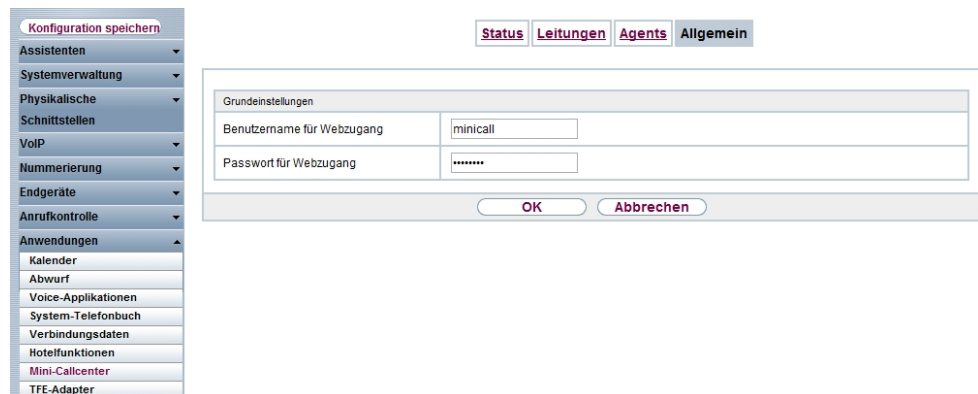 Konfiguration speichern
Assistenten
Systemverwaltung
Physikalische
Schnittstellen
VoIP
Nummerierung
Endgeräte
Anrufkontrolle
Anwendungen
Kalender
Abwurf
Voice-Applikationen
System-Telefonbuch
Verbindungsdaten
Hotelfunktionen
Mini-Callcenter
TFE-Adapter
Status Leitungen Agents Allgemein
Grundeinstellungen
Benutzername für Webzugang minicall
Passwort für Webzugang ••••••••
OK Abbrechen